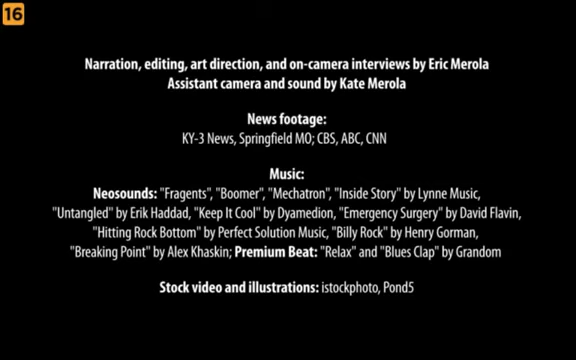 16
Narration, editing, art direction, and on-camera interviews by Eric Merola
Assistant camera and sound by Kate Merola
News footage:
KY-3 News, Springfield MO; CBS, ABC, CNN
Music:
Neosounds: "Fragents", "Boomer", "Mechatron", "Inside Story" by Lynne Music,
"Untangled" by Erik Haddad, "Keep It Cool" by Dyamedion, "Emergency Surgery" by David Flavin,
"Hitting Rock Bottom" by Perfect Solution Music, "Billy Rock" by Henry Gorman,
"Breaking Point" by Alex Khaskin; Premium Beat: "Relax" and "Blues Clap" by Grandom
Stock video and illustrations: istockphoto, Pond5